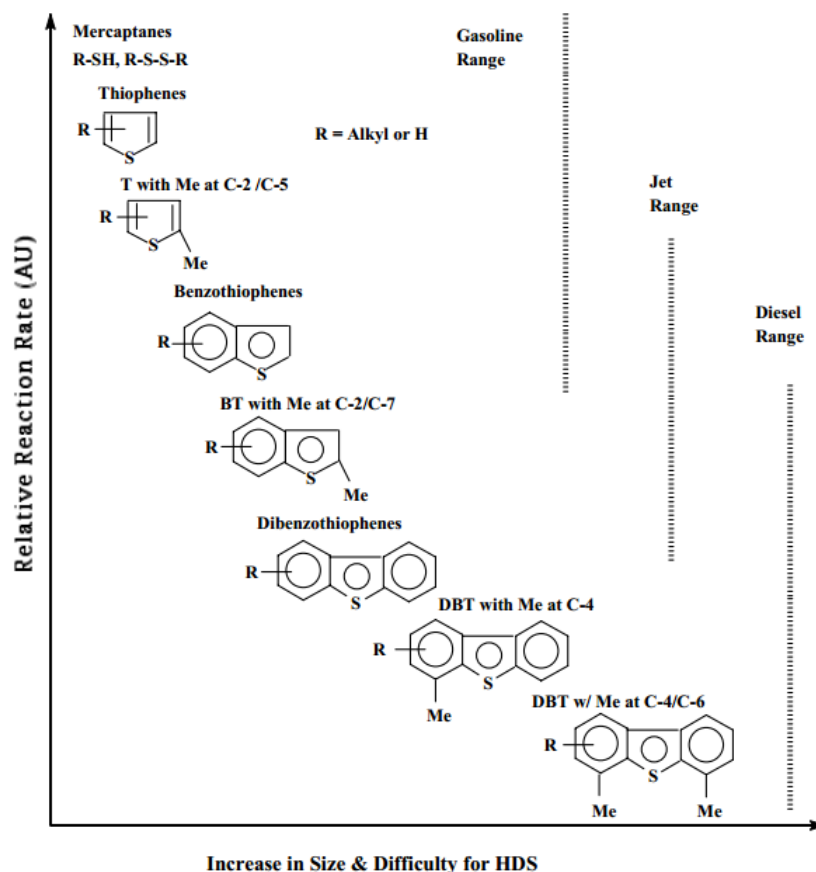 Mercaptanes
R-SH, R-S-S-R
Gasoline
Range
Thiophenes
R
S
R = Alkyl or H
T with Me at C-2 /C-5
R
S
Me
Jet
Range
Benzothiophenes
R
S
Diesel
Range
BT with Me at C-2/C-7
R
S
Me
Dibenzothiophenes
R
S
DBT with Me at C-4
R
S
Me
DBT w/ Me at C-4/C-6
R
S
Me Me
Relative Reaction Rate (AU)
Increase in Size & Difficulty for HDS